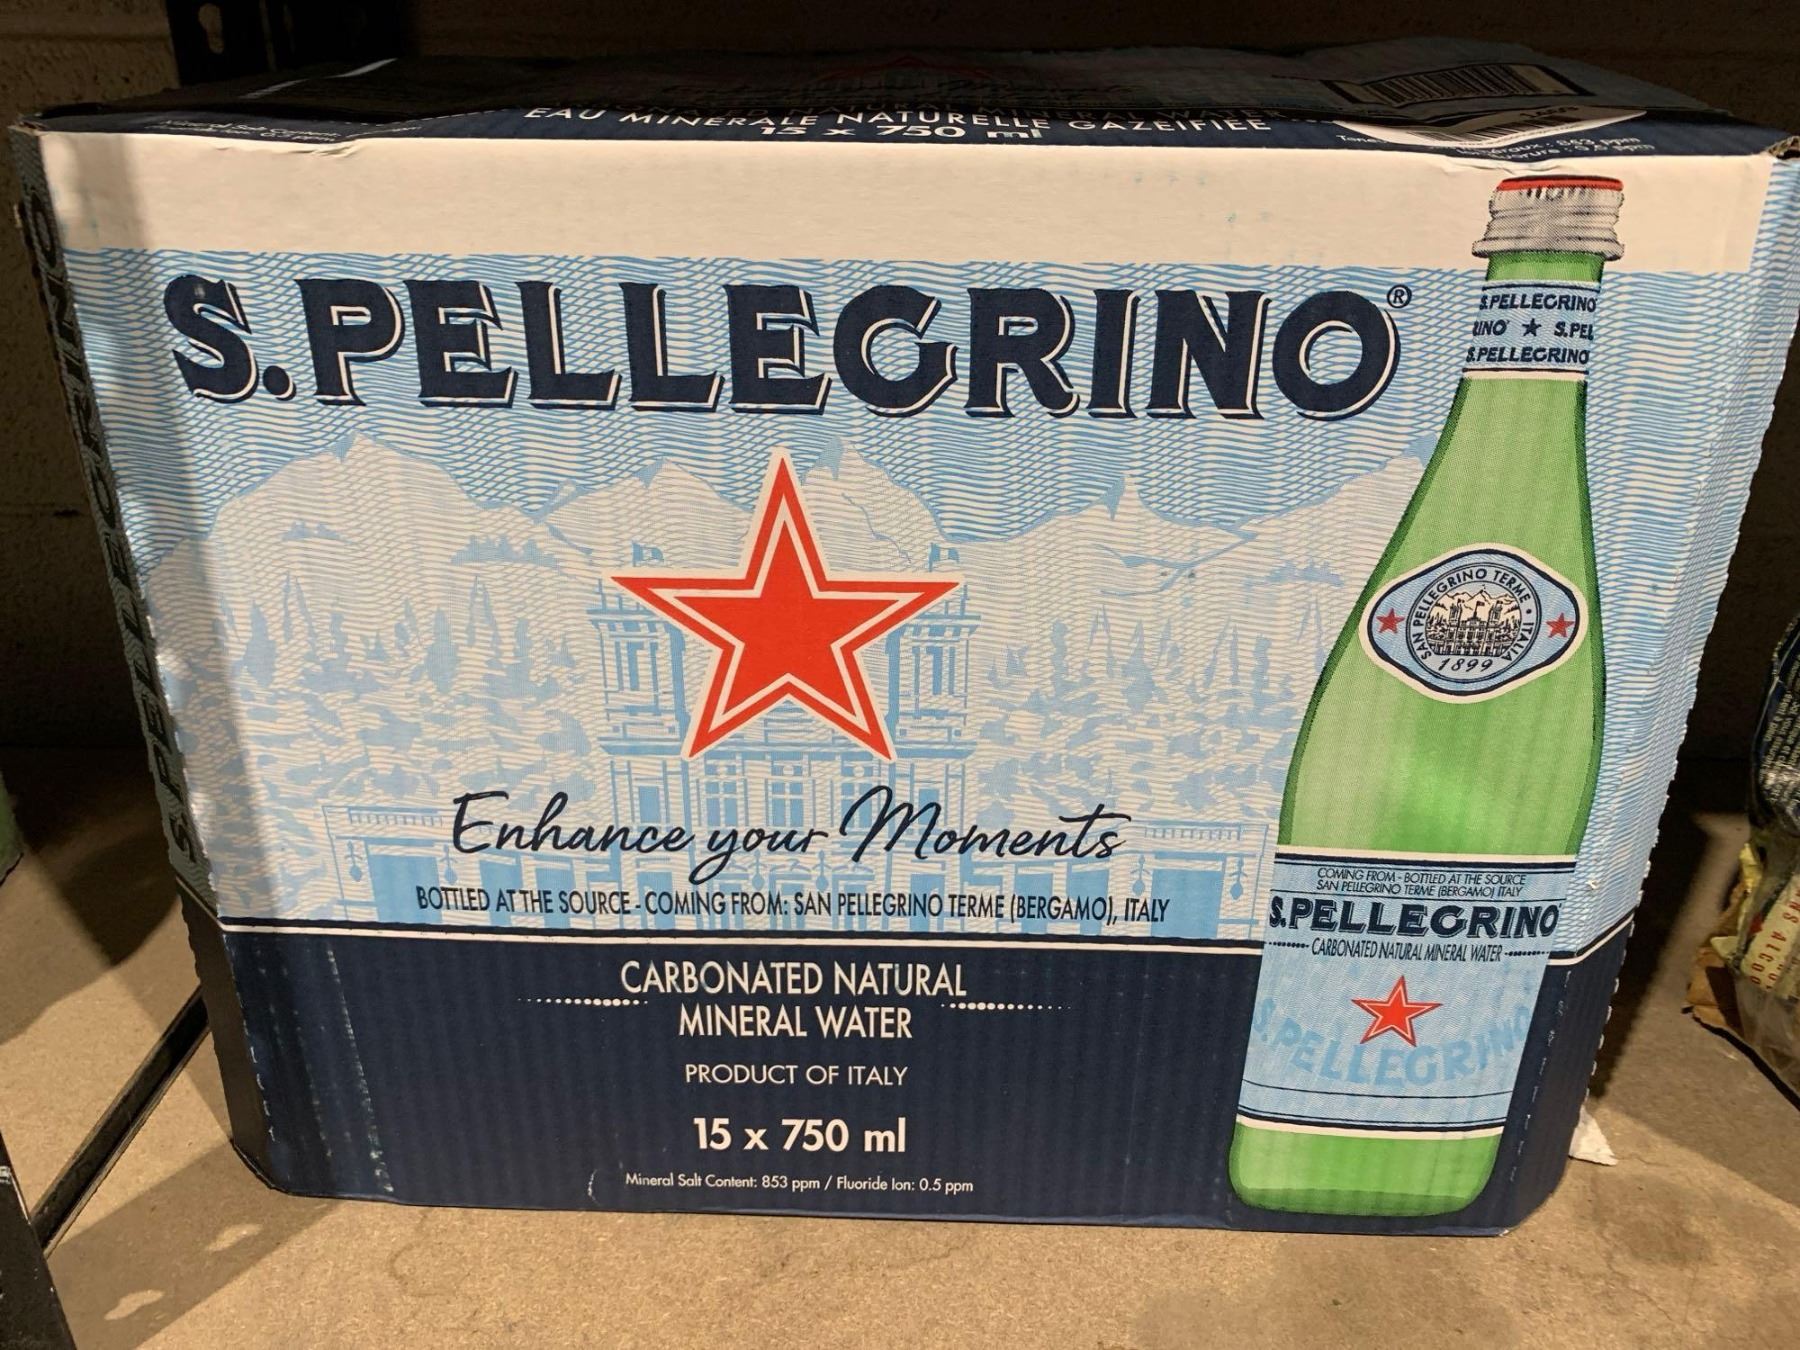 EAU MINERALE NATURELLE GAZEIFIEE
15 x 750 ml
S.PELLEGRINO
S.PELLEGRINO®
S.PELLEGRINO
RINO ★ S.PEL
S.PELLEGRINO
SAN PELLEGRINO TERME • ITALIA
1899
Enhance your Moments
BOTTLED AT THE SOURCE - COMING FROM: SAN PELLEGRINO TERME (BERGAMO), ITALY
COMING FROM - BOTTLED AT THE SOURCE
SAN PELLEGRINO TERME (BERGAMO) ITALY
S.PELLEGRINO
CARBONATED NATURAL MINERAL WATER
S.PELLEGRINO
CARBONATED NATURAL
MINERAL WATER
PRODUCT OF ITALY
15 x 750 ml
Mineral Salt Content: 853 ppm / Fluoride Ion: 0.5 ppm